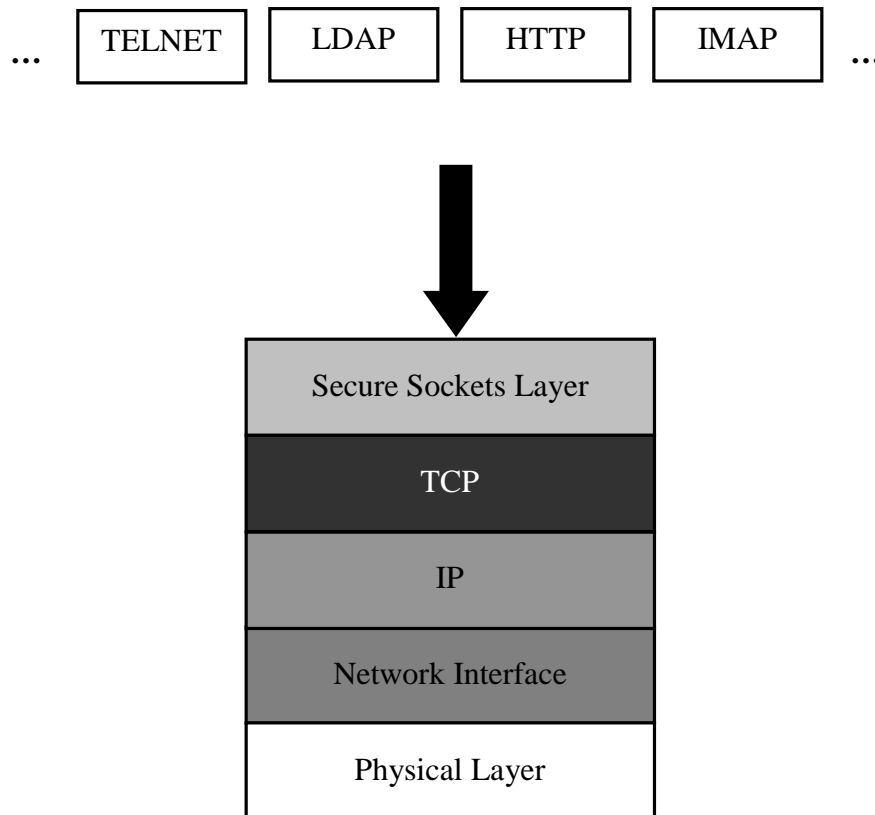 ... TELNET LDAP HTTP IMAP ...
Secure Sockets Layer
TCP
IP
Network Interface
Physical Layer